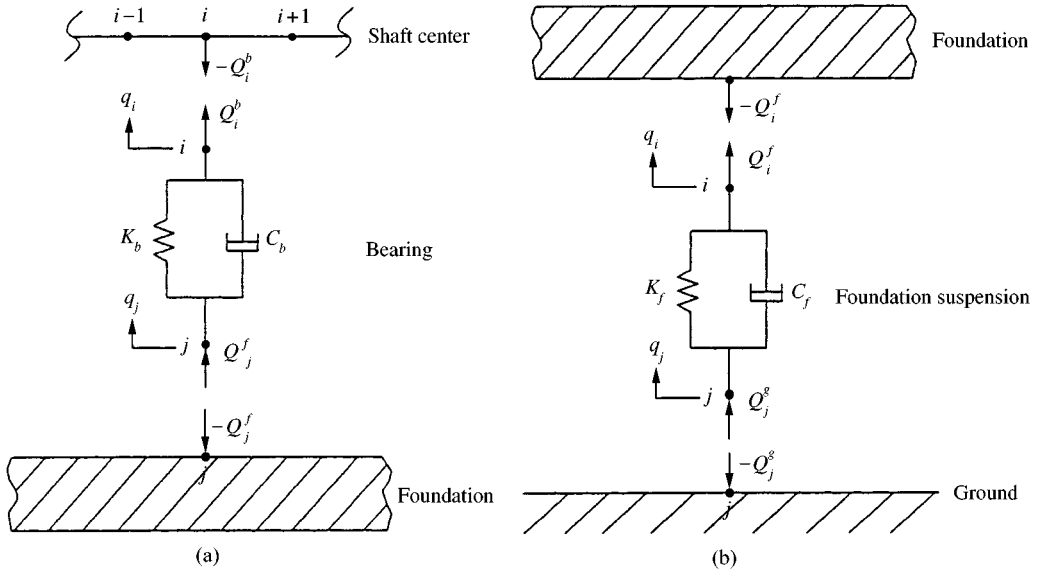 i−1 i i+1
Shaft center
−Q_i^b
q_i
Q_i^b
i
K_b
C_b
Bearing
q_j
j
Q_j^f
−Q_j^f
j
Foundation
(a)
Foundation
−Q_i^f
q_i
Q_i^f
i
K_f
C_f
Foundation suspension
q_j
j
Q_j^g
−Q_j^g
Ground
j
(b)